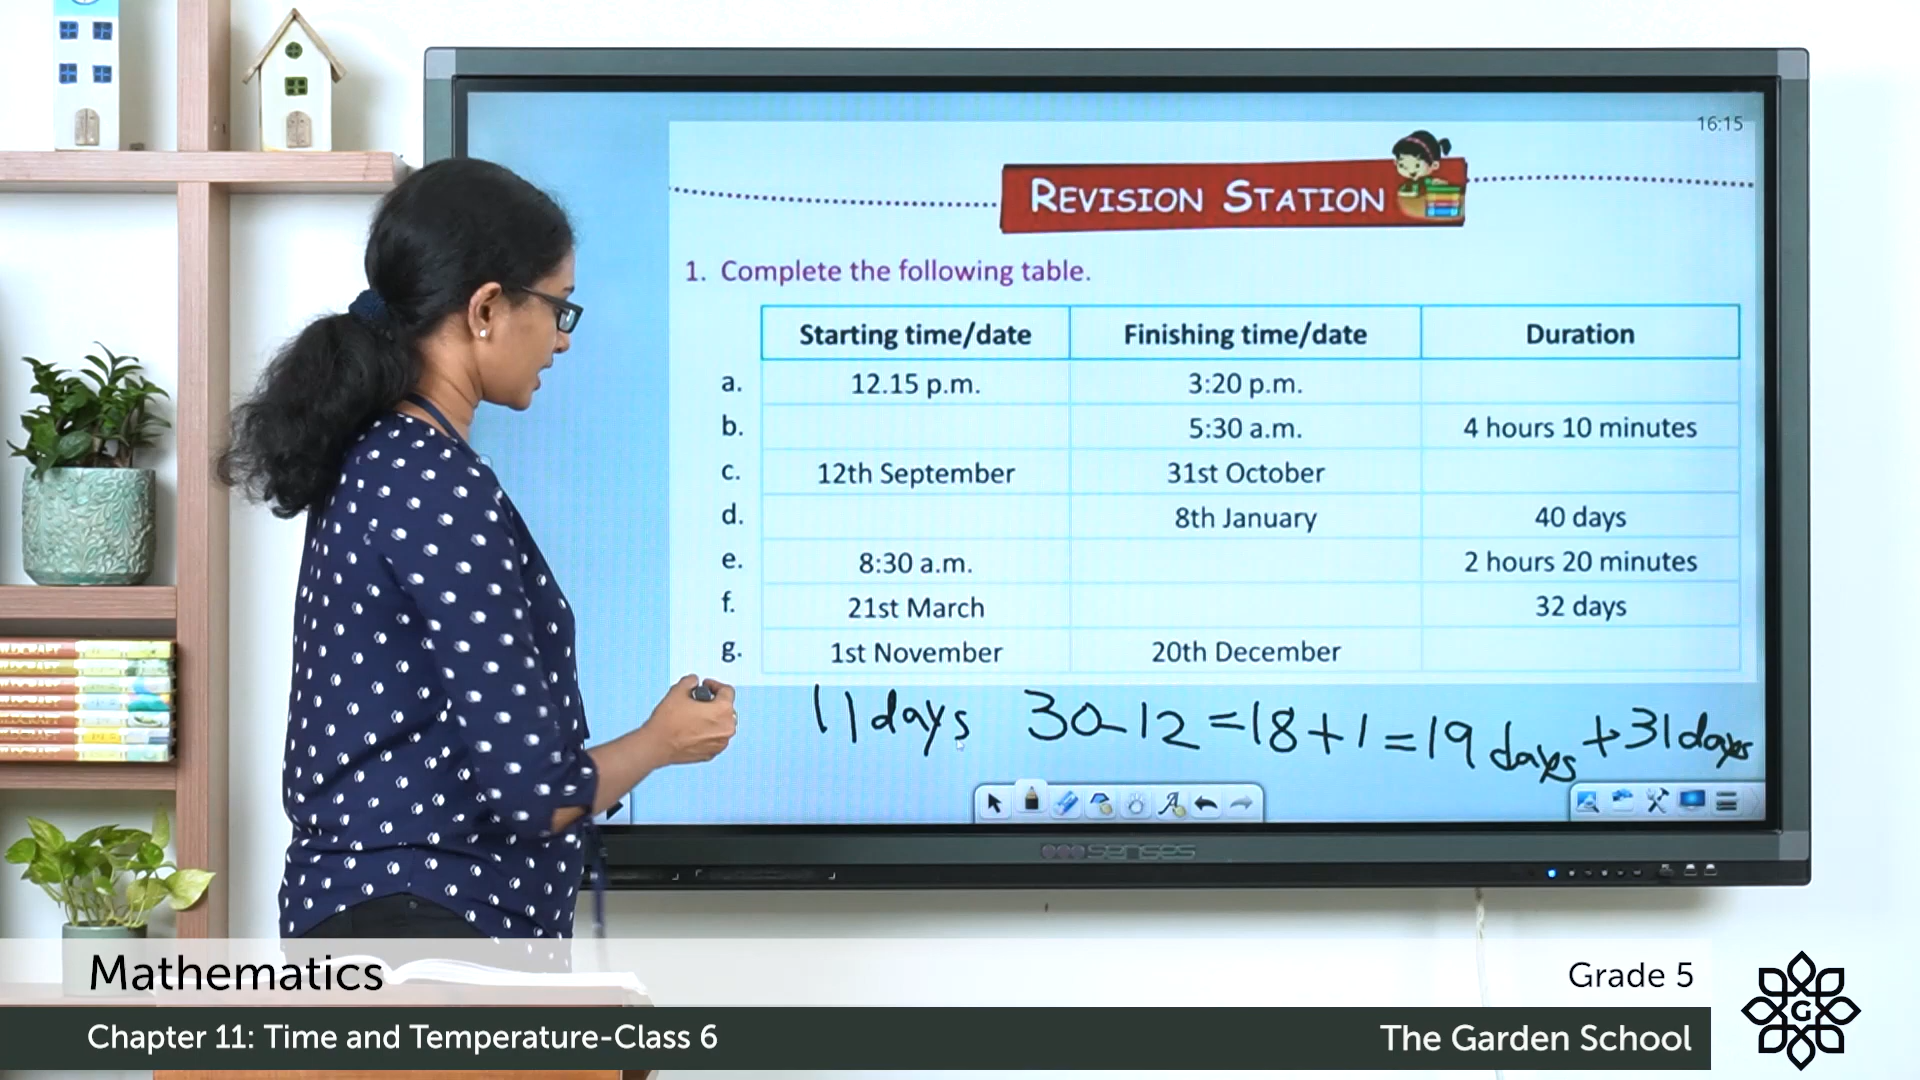 16:15
REVISION STATION
1. Complete the following table.
Starting time/date Finishing time/date Duration
a. 12.15 p.m. 3:20 p.m.
b. 5:30 a.m. 4 hours 10 minutes
c. 12th September 31st October
d. 8th January 40 days
e. 8:30 a.m. 2 hours 20 minutes
f. 21st March 32 days
g. 1st November 20th December
11 days 30-12=18+1=19 days + 31 days
senses
Mathematics
Grade 5
Chapter 11: Time and Temperature-Class 6
The Garden School
G